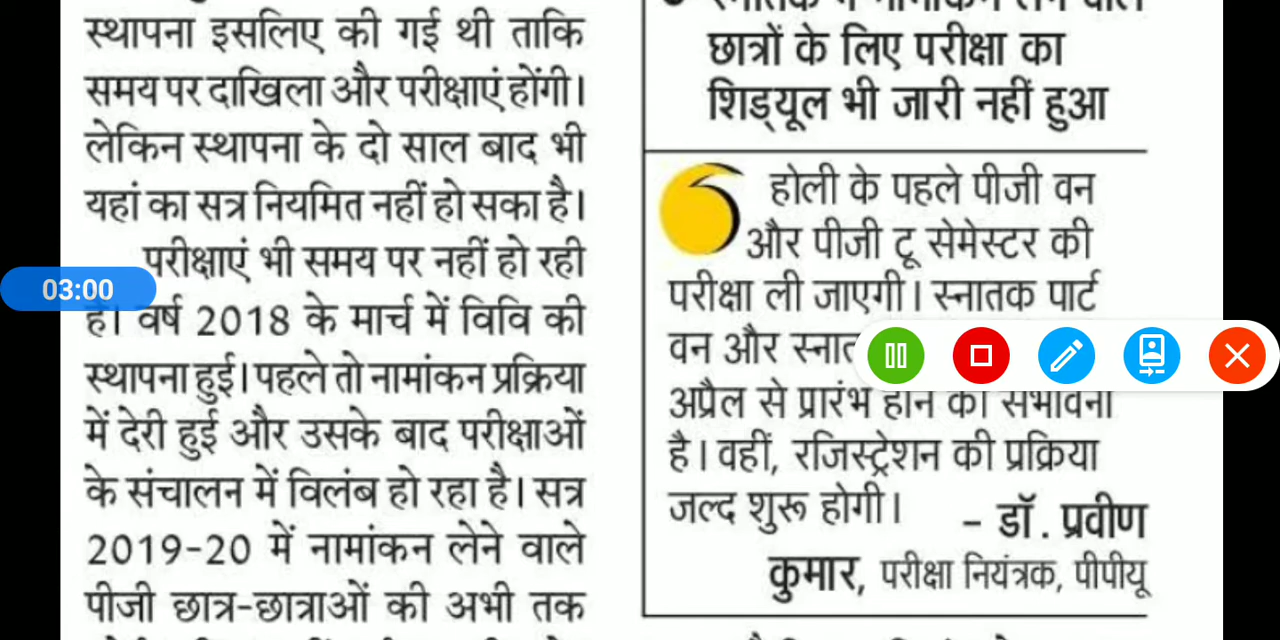 स्थापना इसलिए की गई थी ताकि
समय पर दाखिला और परीक्षाएं होंगी।
लेकिन स्थापना के दो साल बाद भी
यहां का सत्र नियमित नहीं हो सका है।
परीक्षाएं भी समय पर नहीं हो रही
हैं। वर्ष 2018 के मार्च में विवि की
स्थापना हुई। पहले तो नामांकन प्रक्रिया
में देरी हुई और उसके बाद परीक्षाओं
के संचालन में विलंब हो रहा है। सत्र
2019-20 में नामांकन लेने वाले
पीजी छात्र-छात्राओं की अभी तक
03:00
छात्रों के लिए परीक्षा का
शिड्यूल भी जारी नहीं हुआ
होली के पहले पीजी वन
और पीजी टू सेमेस्टर की
परीक्षा ली जाएगी। स्नातक पार्ट
वन और
अप्रैल से प्रारंभ होने की संभावना
है। वहीं, रजिस्ट्रेशन की प्रक्रिया
जल्द शुरू होगी।
- डॉ. प्रवीण
कुमार, परीक्षा नियंत्रक, पीपीयू